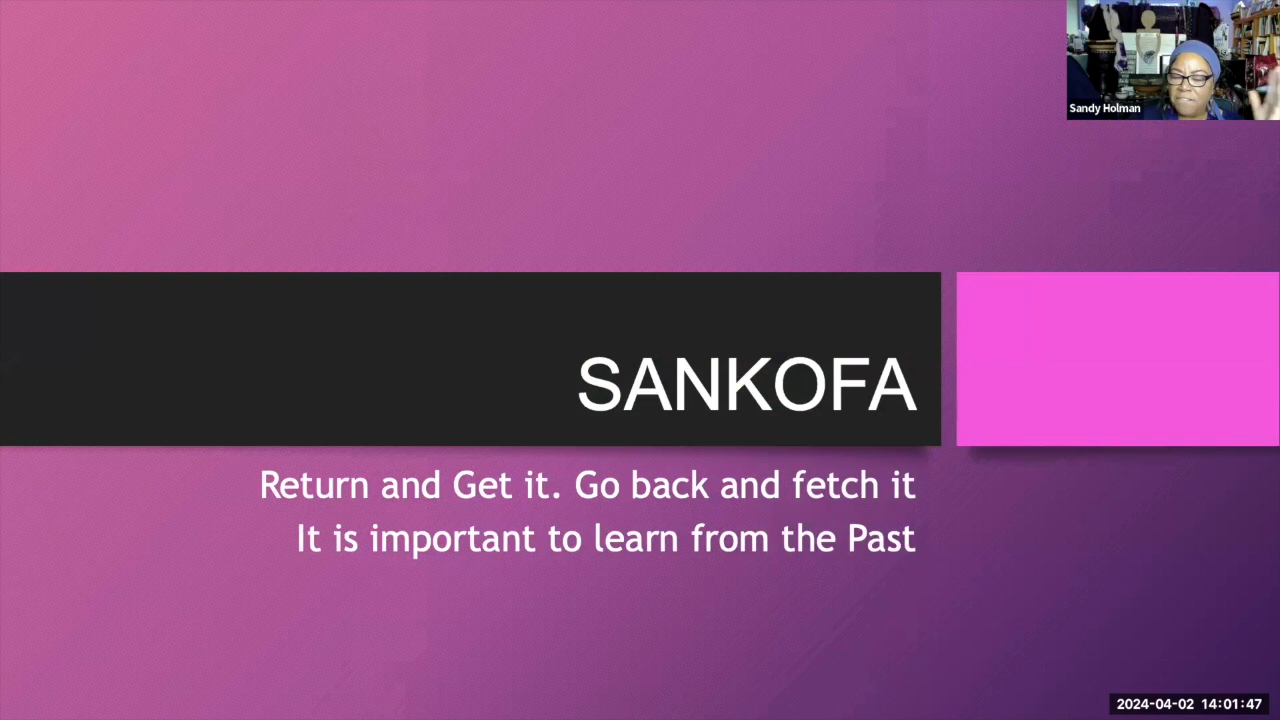 Sandy Holman
SANKOFA
Return and Get it. Go back and fetch it
It is important to learn from the Past
2024-04-02 14:01:47